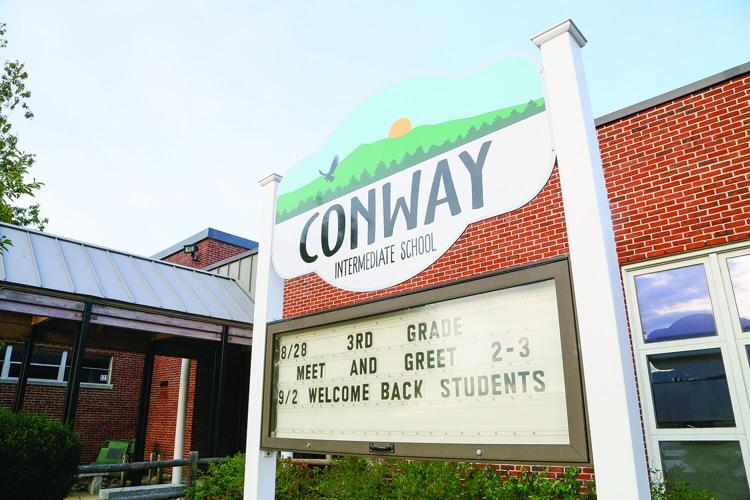 CONWAY
INTERMEDIATE SCHOOL
8/28 3RD GRADE
MEET AND GREET 2-3
9/2 WELCOME BACK STUDENTS